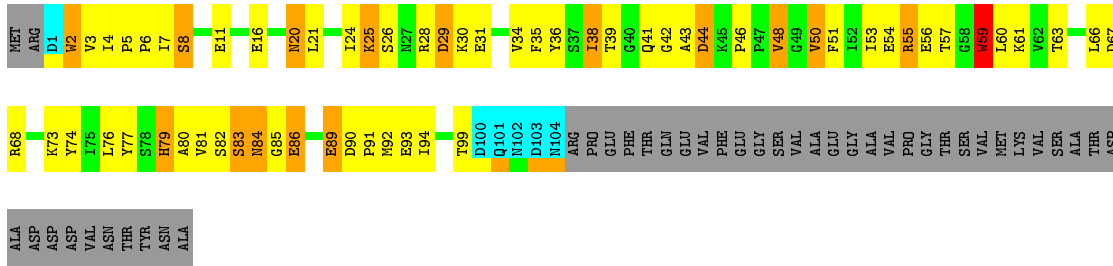 MET ARG D1 W2 V3 I4 P5 P6 I7 S8 E11 E16 N20 L21 I24 K25 S26 N27 R28 D29 K30 E31 V34 F35 Y36 S37 I38 T39 G40 Q41 G42 A43 D44 K45 P46 P47 V48 G49 V50 F51 I52 I53 E54 R55 E56 T57 G58 W59 L60 K61 V62 T63 L66 D67
R68 K73 Y74 I75 L76 Y77 S78 H79 A80 V81 S82 S83 N84 G85 E86 E89 D90 P91 M92 E93 I94 T99 D100 Q101 N102 D103 N104 ARG PRO GLU PHE THR GLN GLU VAL PHE GLU GLY SER VAL ALA GLU GLY ALA VAL PRO GLY THR SER VAL MET LYS VAL SER ALA THR ASP
ALA ASP ASP ASP VAL ASN THR TYR ASN ALA